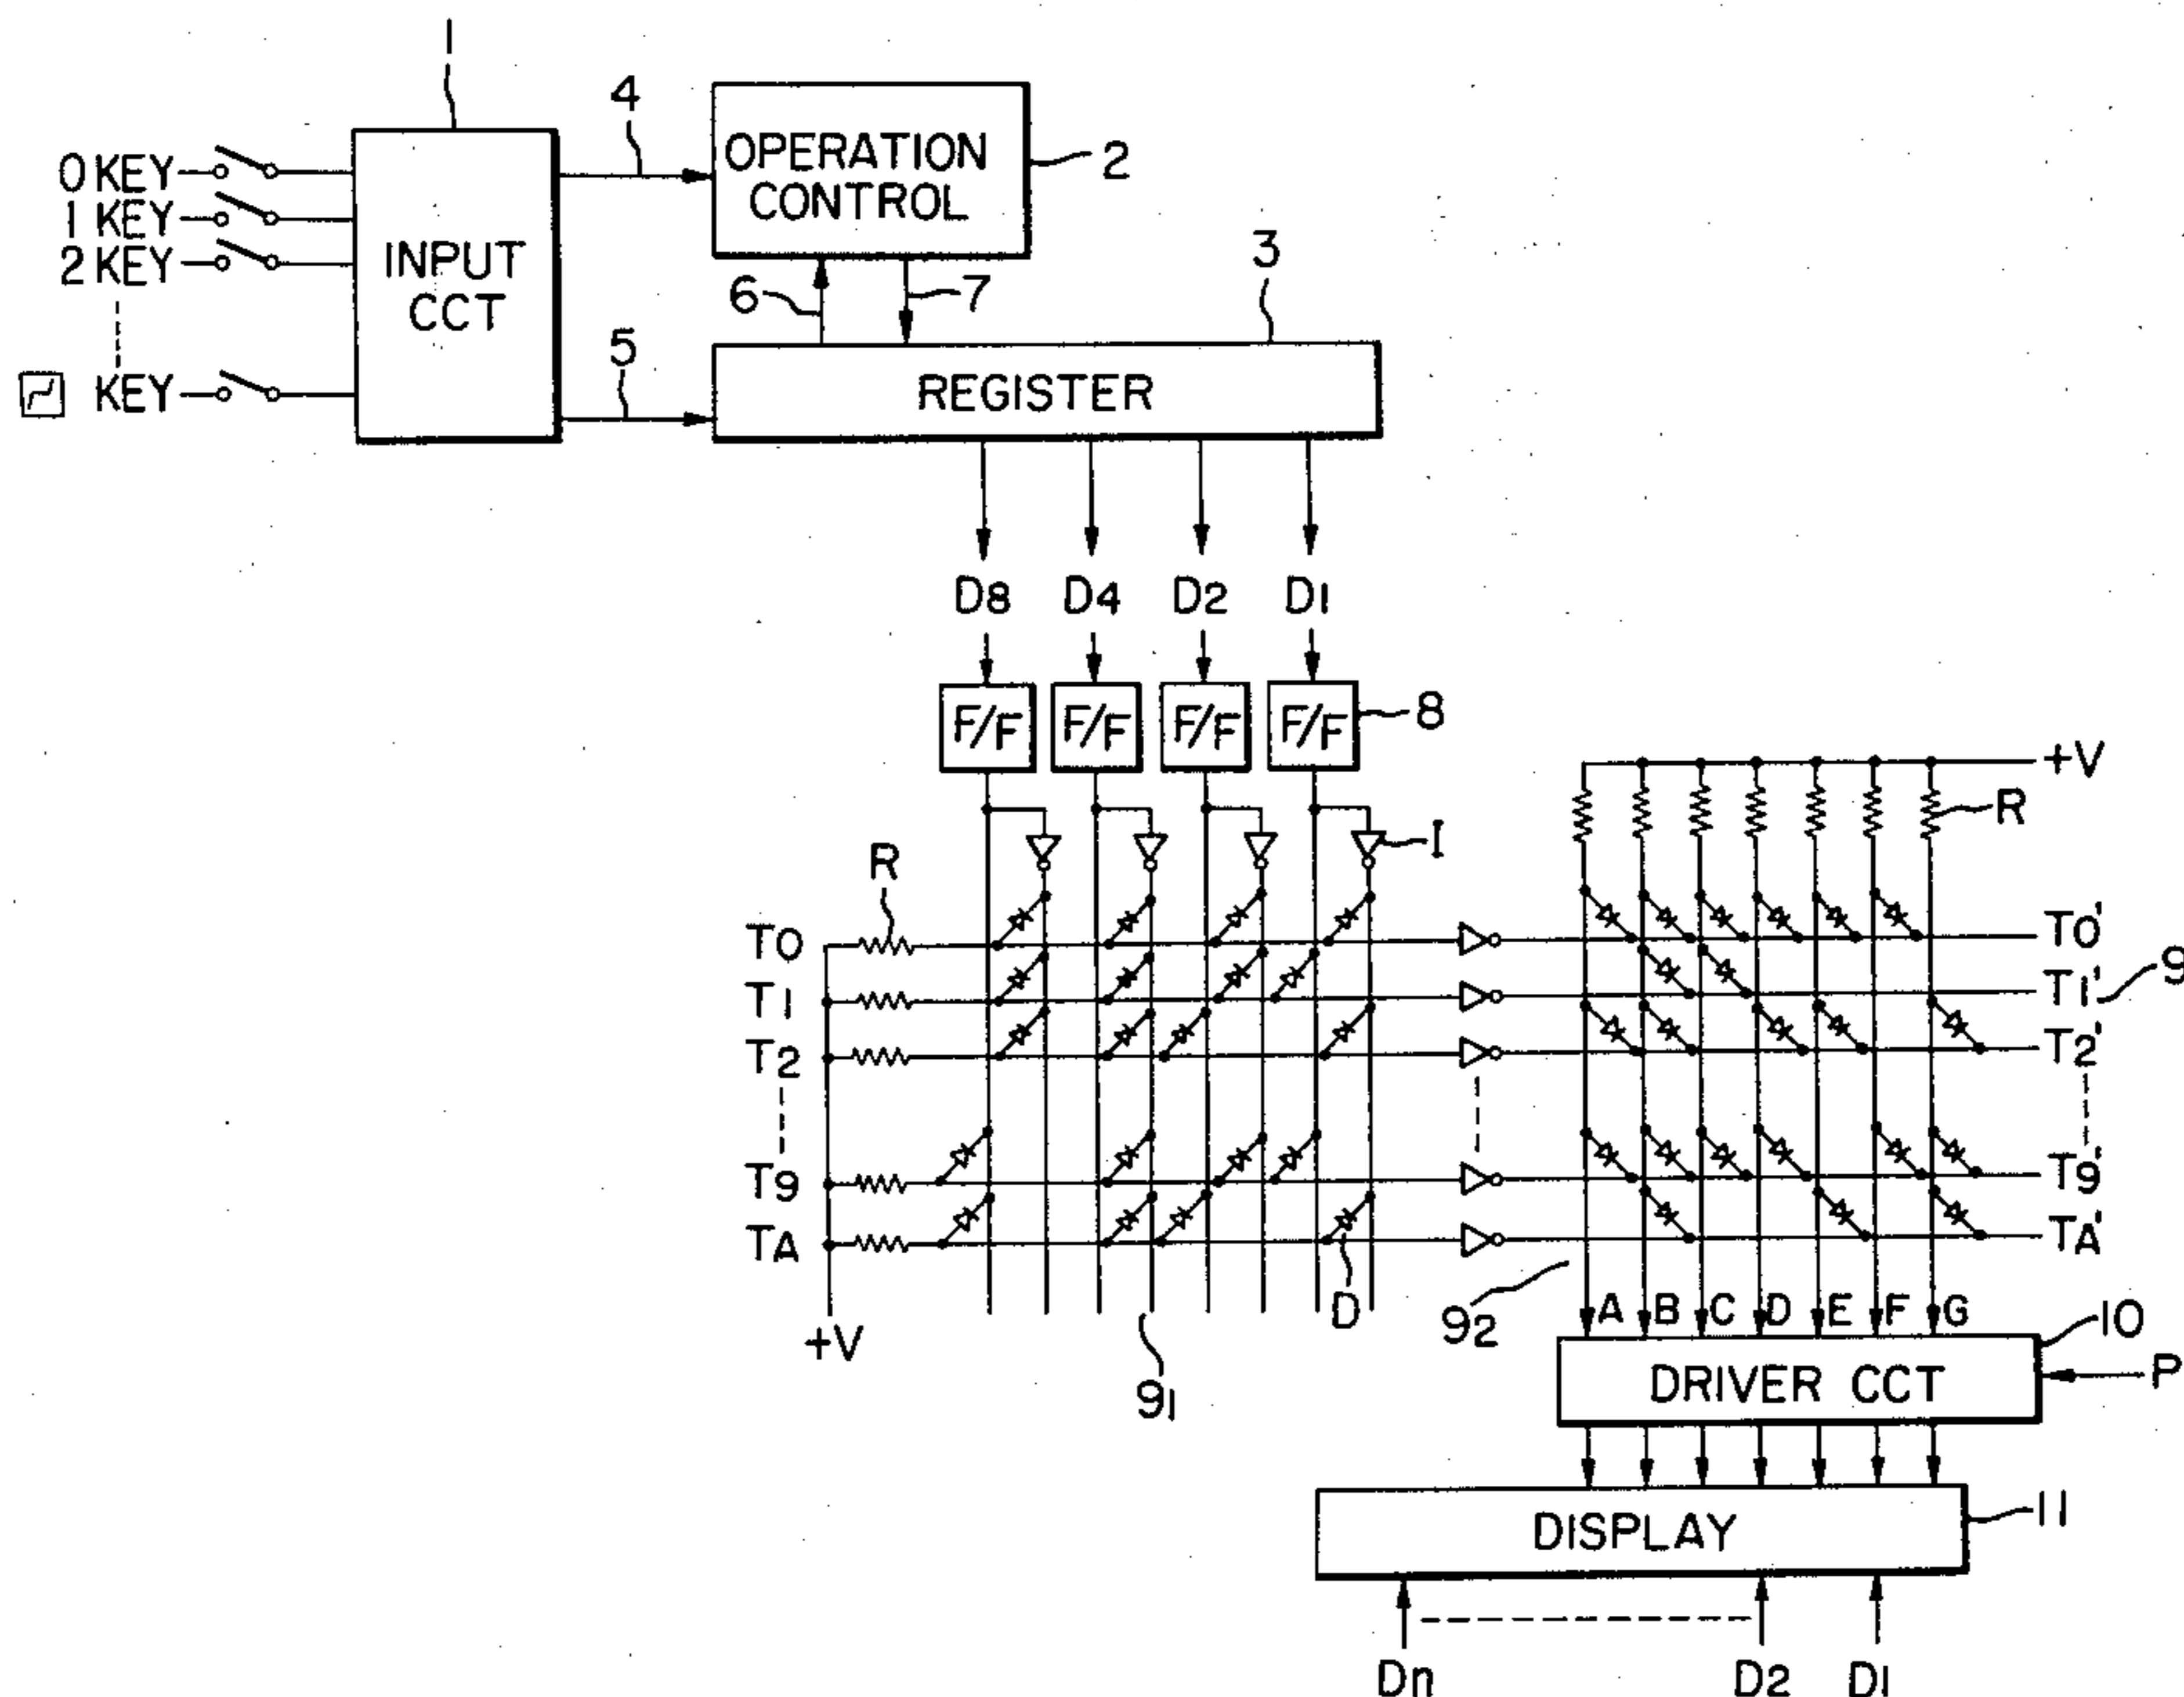 1
0 KEY
1 KEY
2 KEY
KEY
INPUT
CCT
4
OPERATION
CONTROL
2
6
7
3
5
REGISTER
D8 D4 D2 D1
F/F F/F F/F F/F
8
+V
R
I
R
T0
T1
T2
T9
TA
+V
T0'
T1'
T2'
T9'
TA'
9
D
91
92
A B C D E F G
10
DRIVER CCT
P
DISPLAY
11
Dn D2 D1